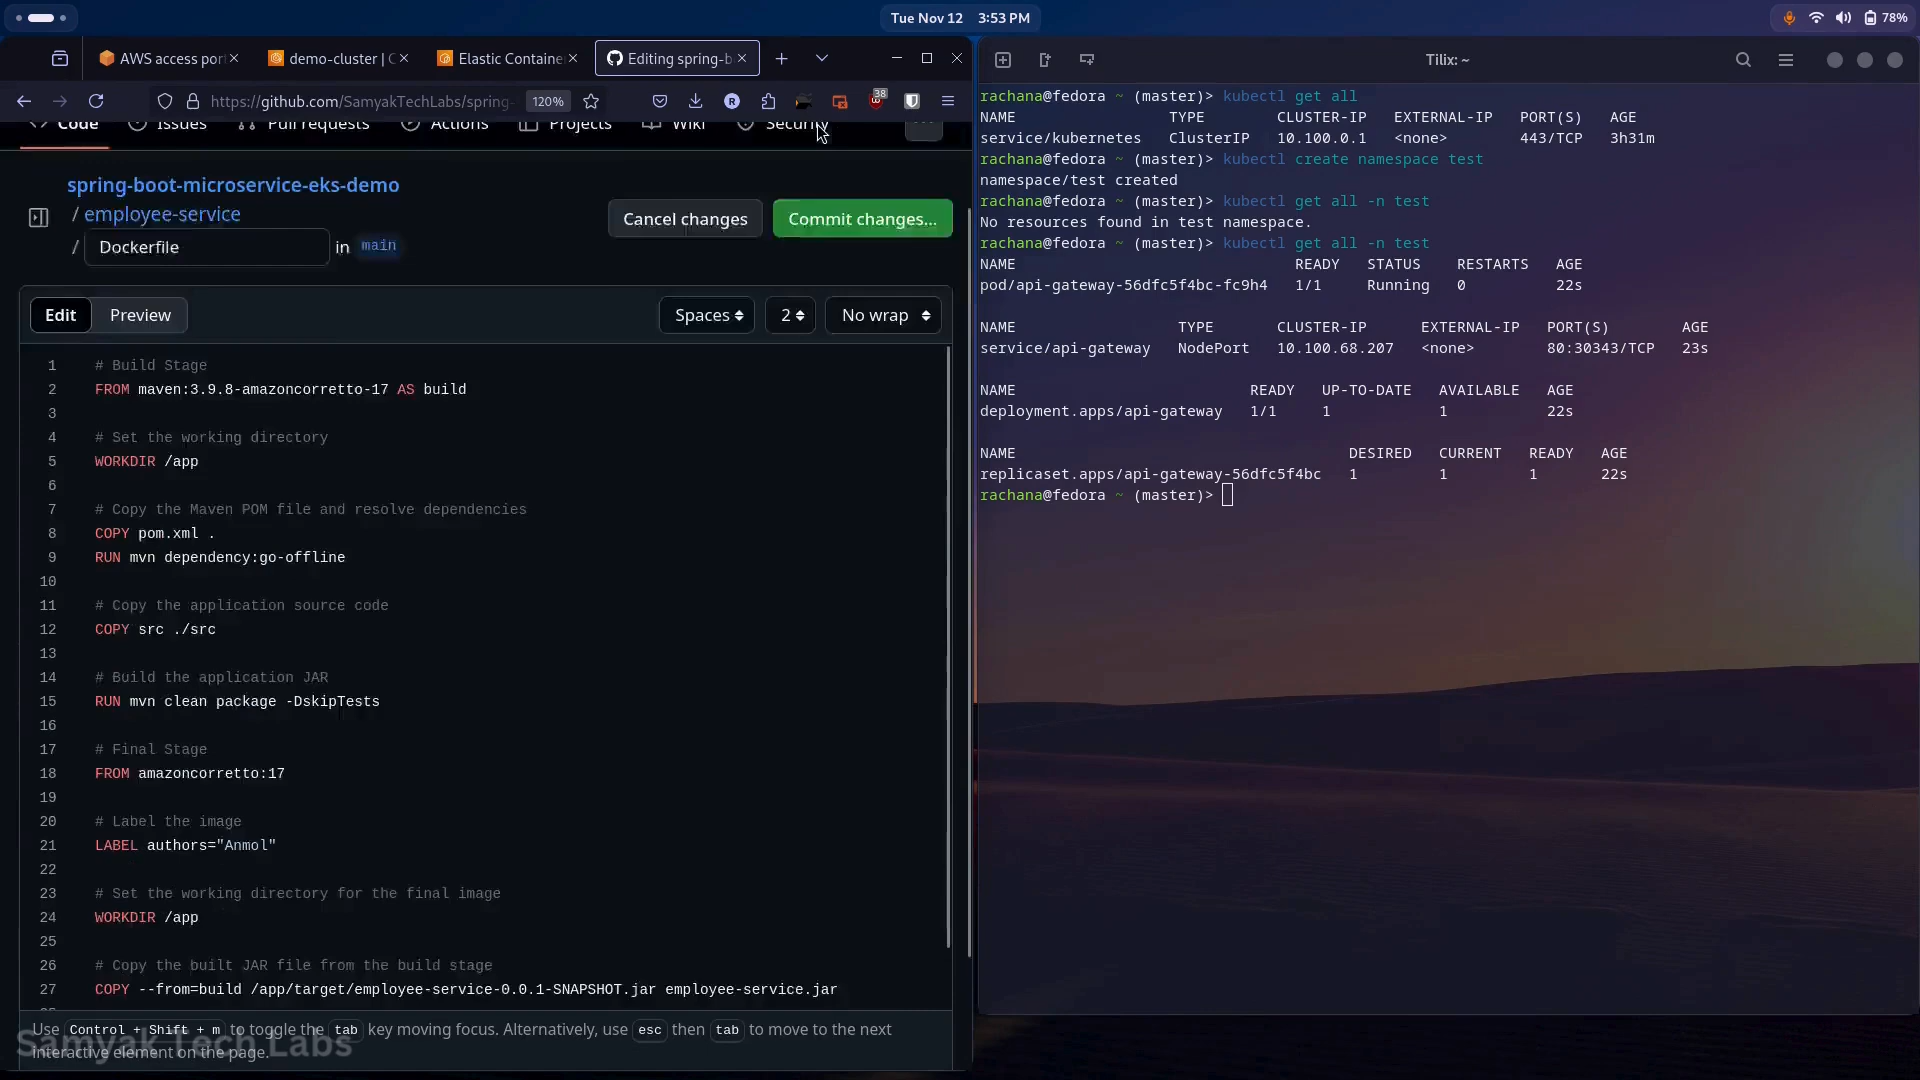 Tue Nov 12 3:53 PM
78%
AWS access por
demo-cluster | C
Elastic Containe
Editing spring-b
https://github.com/SamyakTechLabs/spring-
120%
38
Code Issues Pull requests Actions Projects Wiki Security
spring-boot-microservice-eks-demo
/ employee-service
/ Dockerfile in main
Cancel changes
Commit changes...
Edit Preview
Spaces 2 No wrap
1 # Build Stage
2 FROM maven:3.9.8-amazoncorretto-17 AS build
3
4 # Set the working directory
5 WORKDIR /app
6
7 # Copy the Maven POM file and resolve dependencies
8 COPY pom.xml .
9 RUN mvn dependency:go-offline
10
11 # Copy the application source code
12 COPY src ./src
13
14 # Build the application JAR
15 RUN mvn clean package -DskipTests
16
17 # Final Stage
18 FROM amazoncorretto:17
19
20 # Label the image
21 LABEL authors="Anmol"
22
23 # Set the working directory for the final image
24 WORKDIR /app
25
26 # Copy the built JAR file from the build stage
27 COPY --from=build /app/target/employee-service-0.0.1-SNAPSHOT.jar employee-service.jar
Use Control + Shift + m to toggle the tab key moving focus. Alternatively, use esc then tab to move to the next
interactive element on the page.
Samyak Tech Labs
Tilix: ~
rachana@fedora ~ (master)> kubectl get all
NAME TYPE CLUSTER-IP EXTERNAL-IP PORT(S) AGE
service/kubernetes ClusterIP 10.100.0.1 <none> 443/TCP 3h31m
rachana@fedora ~ (master)> kubectl create namespace test
namespace/test created
rachana@fedora ~ (master)> kubectl get all -n test
No resources found in test namespace.
rachana@fedora ~ (master)> kubectl get all -n test
NAME READY STATUS RESTARTS AGE
pod/api-gateway-56dfc5f4bc-fc9h4 1/1 Running 0 22s
NAME TYPE CLUSTER-IP EXTERNAL-IP PORT(S) AGE
service/api-gateway NodePort 10.100.68.207 <none> 80:30343/TCP 23s
NAME READY UP-TO-DATE AVAILABLE AGE
deployment.apps/api-gateway 1/1 1 1 22s
NAME DESIRED CURRENT READY AGE
replicaset.apps/api-gateway-56dfc5f4bc 1 1 1 22s
rachana@fedora ~ (master)>